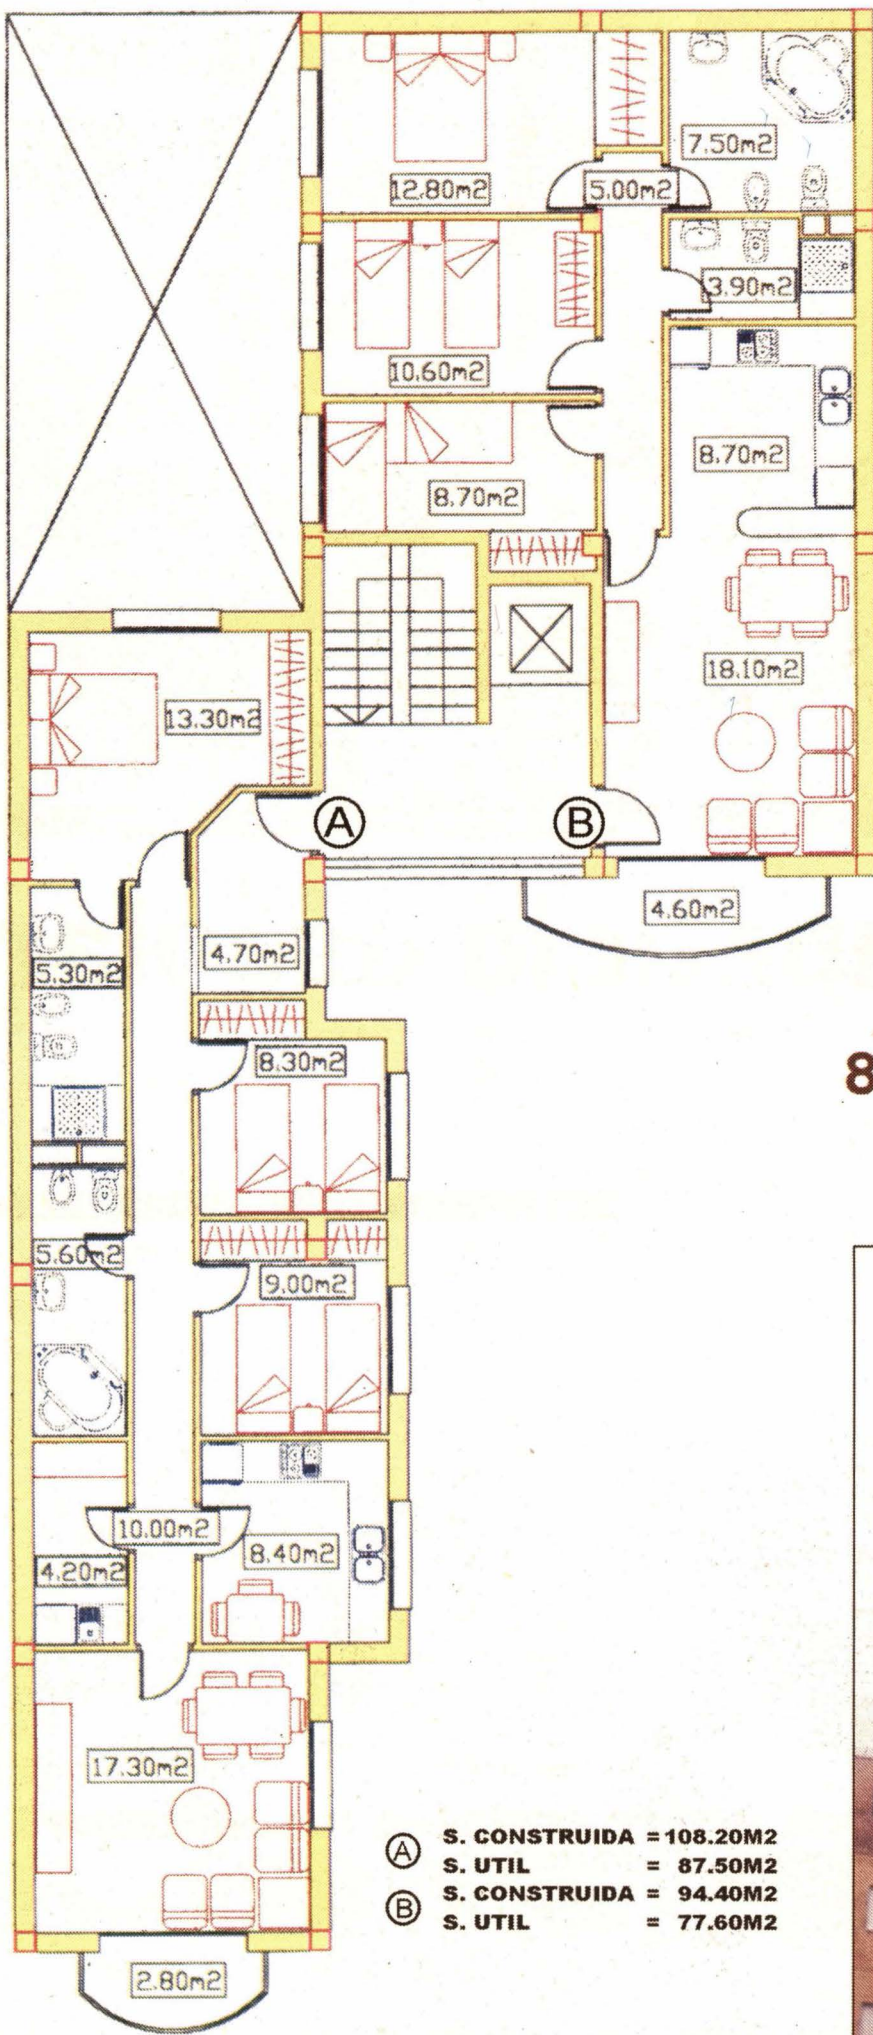 12.80m2
5.00m2
7.50m2
3.90m2
10.60m2
8.70m2
8.70m2
18.10m2
13.30m2
A
B
4.60m2
4.70m2
5.30m2
8.30m2
8
5.60m2
9.00m2
10.00m2
8.40m2
4.20m2
17.30m2
A S. CONSTRUIDA = 108.20M2
S. UTIL = 87.50M2
B S. CONSTRUIDA = 94.40M2
S. UTIL = 77.60M2
2.80m2